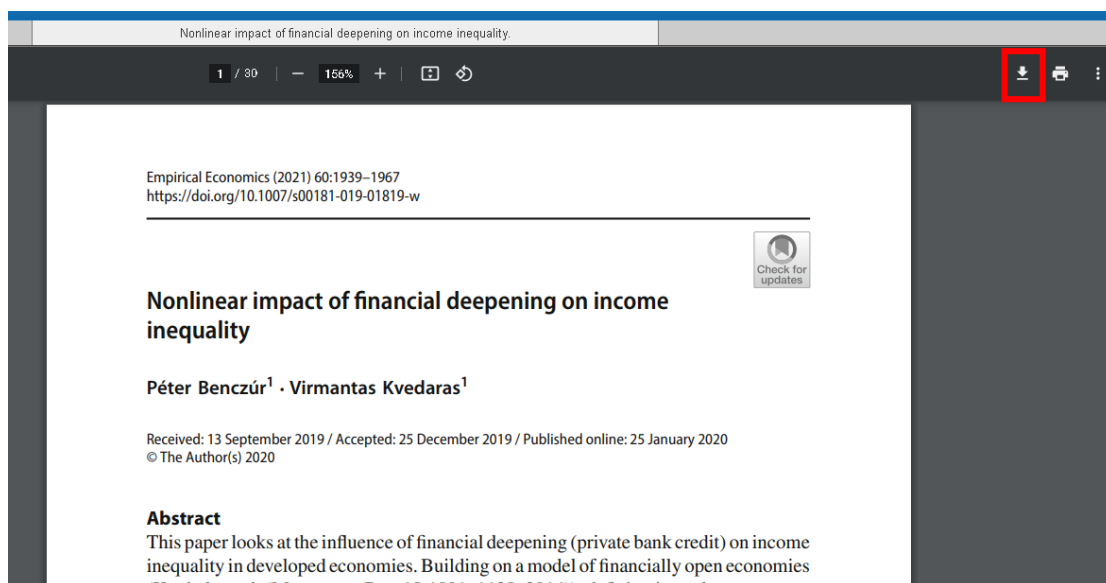 Nonlinear impact of financial deepening on income inequality.
1 / 30 | − 156% + |
Empirical Economics (2021) 60:1939–1967
https://doi.org/10.1007/s00181-019-01819-w
Check for
updates
Nonlinear impact of financial deepening on income
inequality
Péter Benczúr1 · Virmantas Kvedaras1
Received: 13 September 2019 / Accepted: 25 December 2019 / Published online: 25 January 2020
© The Author(s) 2020
Abstract
This paper looks at the influence of financial deepening (private bank credit) on income
inequality in developed economies. Building on a model of financially open economies